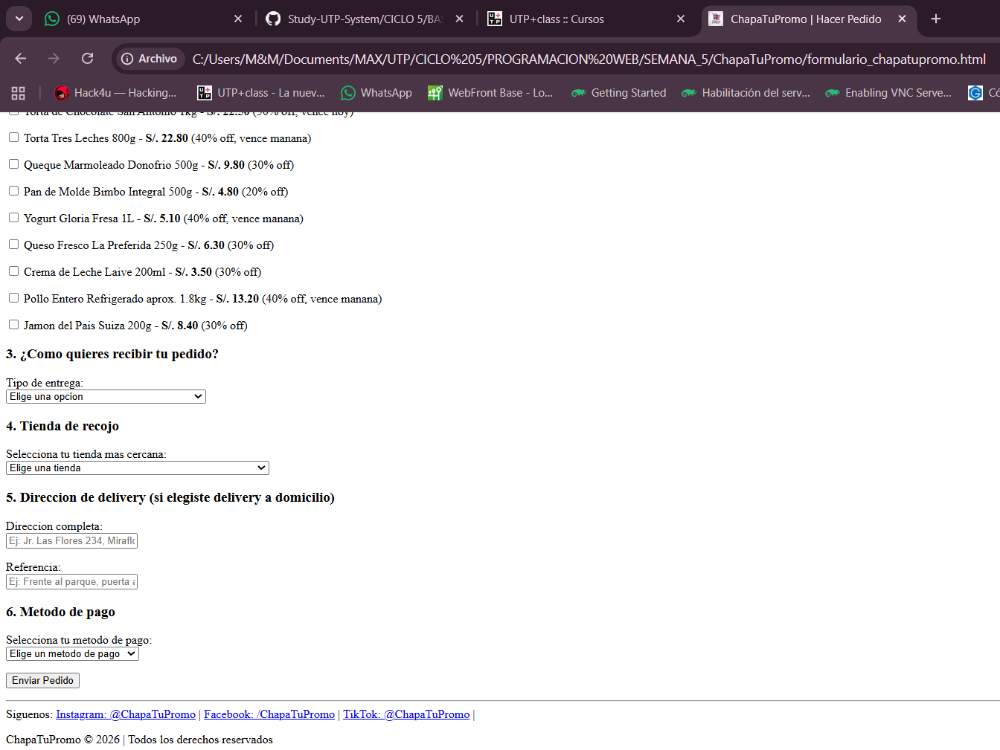 (69) WhatsApp
Study-UTP-System/CICLO 5/BAS
UTP+class :: Cursos
ChapaTuPromo | Hacer Pedido
Archivo
C:/Users/M&M/Documents/MAX/UTP/CICLO%205/PROGRAMACION%20WEB/SEMANA_5/ChapaTuPromo/formulario_chapatupromo.html
Hack4u — Hacking...
UTP+class - La nuev...
WhatsApp
WebFront Base - Lo...
Getting Started
Habilitación del serv...
Enabling VNC Serve...
Có
Torta de Chocolate San Antonio 1kg - S/. 22.50 (50% off, vence hoy)
Torta Tres Leches 800g - S/. 22.80 (40% off, vence manana)
Queque Marmoleado Donofrio 500g - S/. 9.80 (30% off)
Pan de Molde Bimbo Integral 500g - S/. 4.80 (20% off)
Yogurt Gloria Fresa 1L - S/. 5.10 (40% off, vence manana)
Queso Fresco La Preferida 250g - S/. 6.30 (30% off)
Crema de Leche Laive 200ml - S/. 3.50 (30% off)
Pollo Entero Refrigerado aprox. 1.8kg - S/. 13.20 (40% off, vence manana)
Jamon del Pais Suiza 200g - S/. 8.40 (30% off)
3. ¿Como quieres recibir tu pedido?
Tipo de entrega:
Elige una opcion
4. Tienda de recojo
Selecciona tu tienda mas cercana:
Elige una tienda
5. Direccion de delivery (si elegiste delivery a domicilio)
Direccion completa:
Ej: Jr. Las Flores 234, Miraflo
Referencia:
Ej: Frente al parque, puerta a
6. Metodo de pago
Selecciona tu metodo de pago:
Elige un metodo de pago
Enviar Pedido
Siguenos: Instagram: @ChapaTuPromo | Facebook: /ChapaTuPromo | TikTok: @ChapaTuPromo |
ChapaTuPromo © 2026 | Todos los derechos reservados